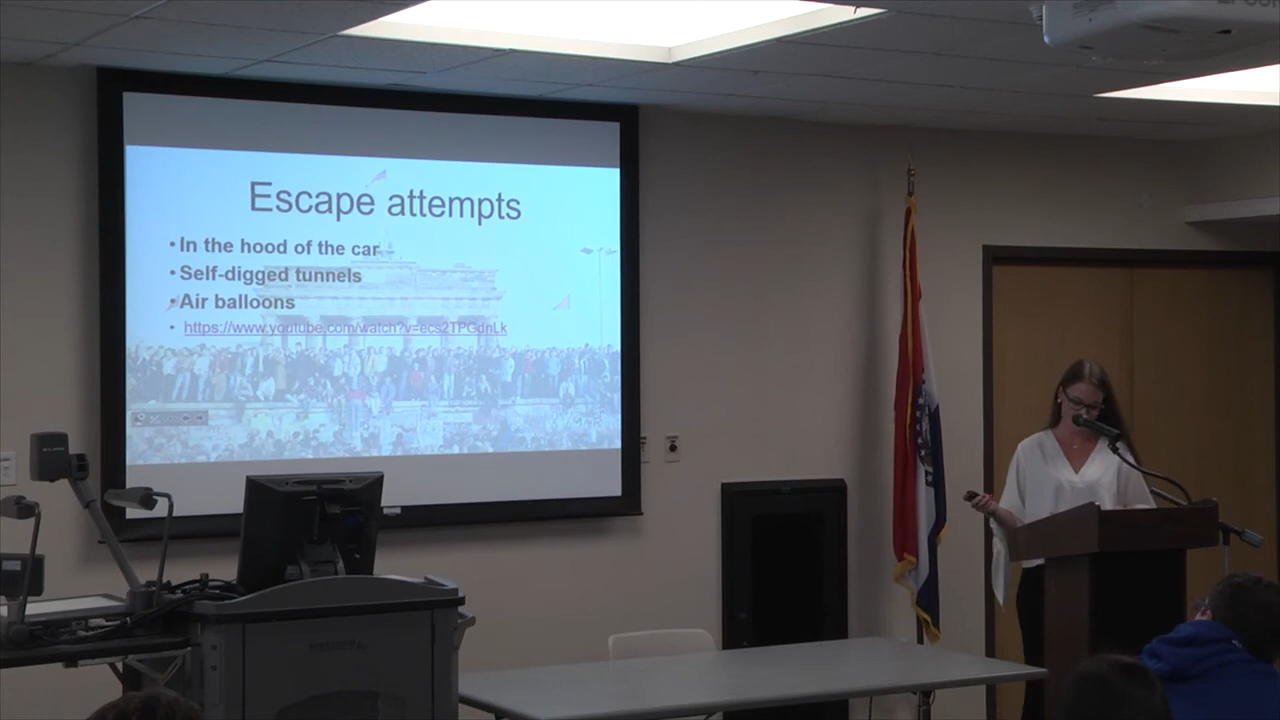 Escape attempts
• In the hood of the car
• Self-digged tunnels
• Air balloons
• https://www.youtube.com/watch?v=ecs2TPGdnLk